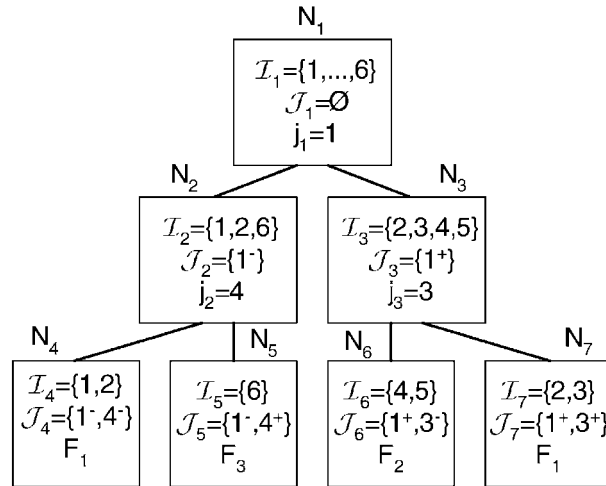 N₁
ℐ₁={1,...,6}
𝒥₁=Ø
j₁=1
N₂
N₃
ℐ₂={1,2,6}
𝒥₂={1⁻}
j₂=4
ℐ₃={2,3,4,5}
𝒥₃={1⁺}
j₃=3
N₄
N₅
N₆
N₇
ℐ₄={1,2}
𝒥₄={1⁻,4⁻}
F₁
ℐ₅={6}
𝒥₅={1⁻,4⁺}
F₃
ℐ₆={4,5}
𝒥₆={1⁺,3⁻}
F₂
ℐ₇={2,3}
𝒥₇={1⁺,3⁺}
F₁